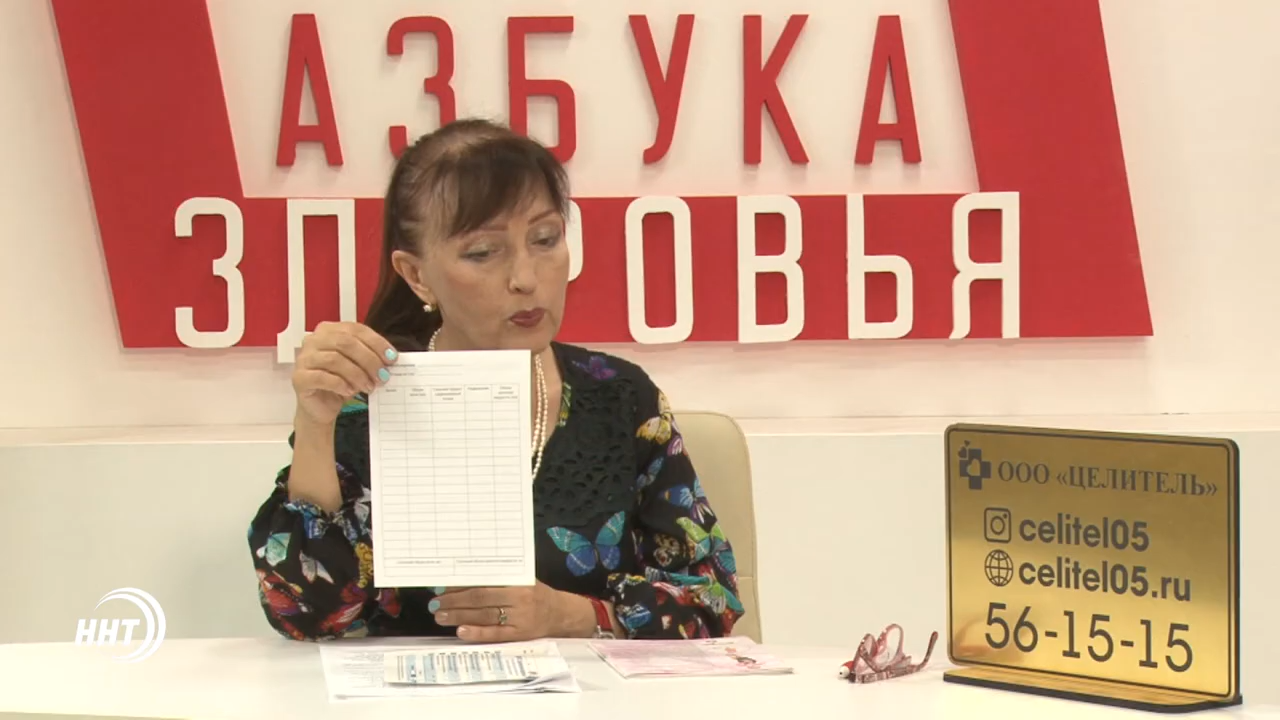 АЗБУКА
ЗДОРОВЬЯ
ООО «ЦЕЛИТЕЛЬ»
celitel05
celitel05.ru
56-15-15
ННТ